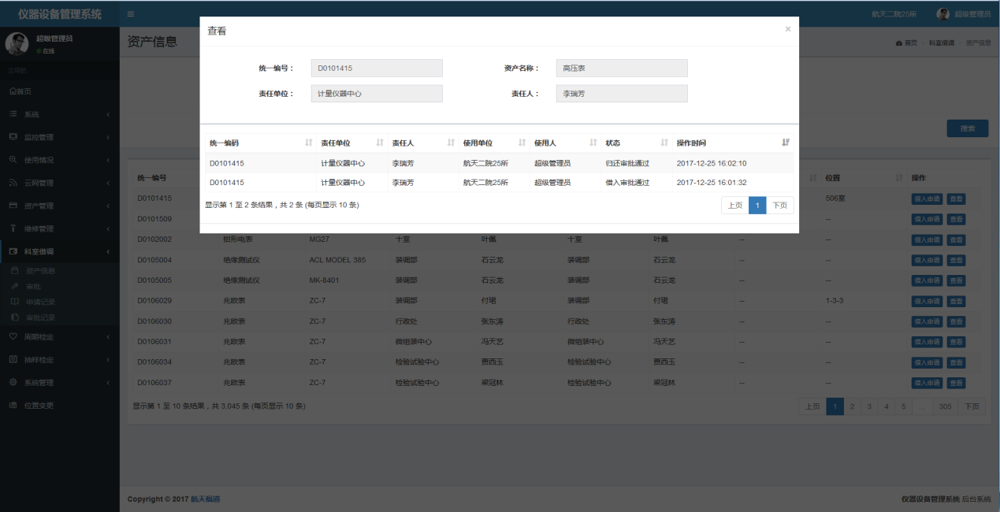 仪器设备管理系统
航天二院25所 超级管理员
超级管理员
在线
主导航
首页
系统
监控管理
使用情况
云网管理
资产管理
维修管理
科室借调
资产信息
审批
申请记录
审批记录
周期检定
抽样检定
系统管理
位置变更
资产信息
首页 科室借调 资产信息
查看 ×
统一编号： D0101415 资产名称： 高压表
责任单位： 计量仪器中心 责任人： 李瑞芳
统一编码 责任单位 责任人 使用单位 使用人 状态 操作时间
D0101415 计量仪器中心 李瑞芳 航天二院25所 超级管理员 归还审批通过 2017-12-25 16:02:10
D0101415 计量仪器中心 李瑞芳 航天二院25所 超级管理员 借入审批通过 2017-12-25 16:01:32
显示第 1 至 2 条结果，共 2 条 (每页显示 10 条)
上页 1 下页
搜索
统一编号 位置 操作
D0101415 506室 借入申请 查看
D0101509 -- 借入申请 查看
D0102002 钳形电表 MG27 十室 叶佩 十室 叶佩 -- -- 借入申请 查看
D0105004 绝缘测试仪 ACL MODEL 385 装调部 石云龙 装调部 石云龙 -- -- 借入申请 查看
D0105005 绝缘测试仪 MK-8401 装调部 石云龙 装调部 石云龙 -- -- 借入申请 查看
D0106029 兆欧表 ZC-7 装调部 付珺 装调部 付珺 -- 1-3-3 借入申请 查看
D0106030 兆欧表 ZC-7 行政处 张东涛 行政处 张东涛 -- -- 借入申请 查看
D0106031 兆欧表 ZC-7 微组装中心 冯天艺 微组装中心 冯天艺 -- -- 借入申请 查看
D0106034 兆欧表 ZC-7 检验试验中心 贾西玉 检验试验中心 贾西玉 -- -- 借入申请 查看
D0106037 兆欧表 ZC-7 检验试验中心 梁冠林 检验试验中心 梁冠林 -- -- 借入申请 查看
显示第 1 至 10 条结果，共 3,045 条 (每页显示 10 条)
上页 1 2 3 4 5 ... 305 下页
Copyright © 2017 航天福道
仪器设备管理系统 后台系统